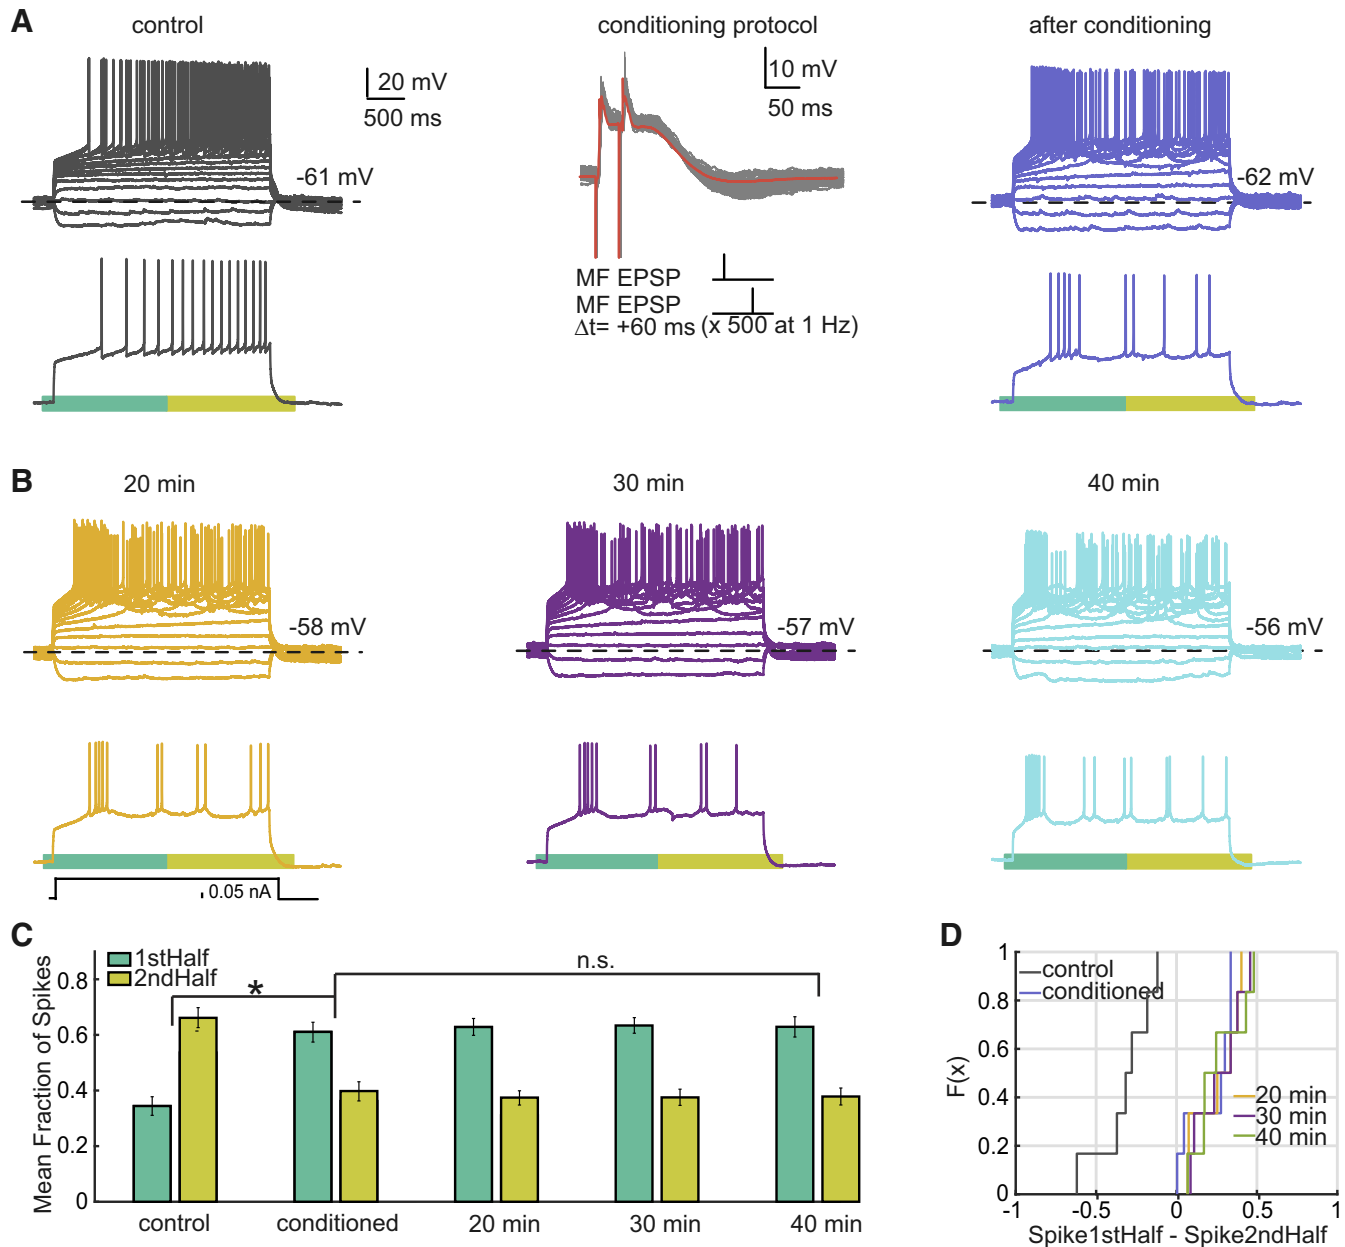 A
control
conditioning protocol
after conditioning
20 mV
500 ms
10 mV
50 ms
-61 mV
-62 mV
MF EPSP
MF EPSP
Δt= +60 ms (x 500 at 1 Hz)
B
20 min
30 min
40 min
-58 mV
-57 mV
-56 mV
0.05 nA
C
1stHalf
2ndHalf
*
n.s.
Mean Fraction of Spikes
0.8
0.6
0.4
0.2
0
control
conditioned
20 min
30 min
40 min
D
control
conditioned
20 min
30 min
40 min
F(x)
1
0.8
0.6
0.4
0.2
0
-1
-0.5
0
0.5
1
Spike1stHalf - Spike2ndHalf